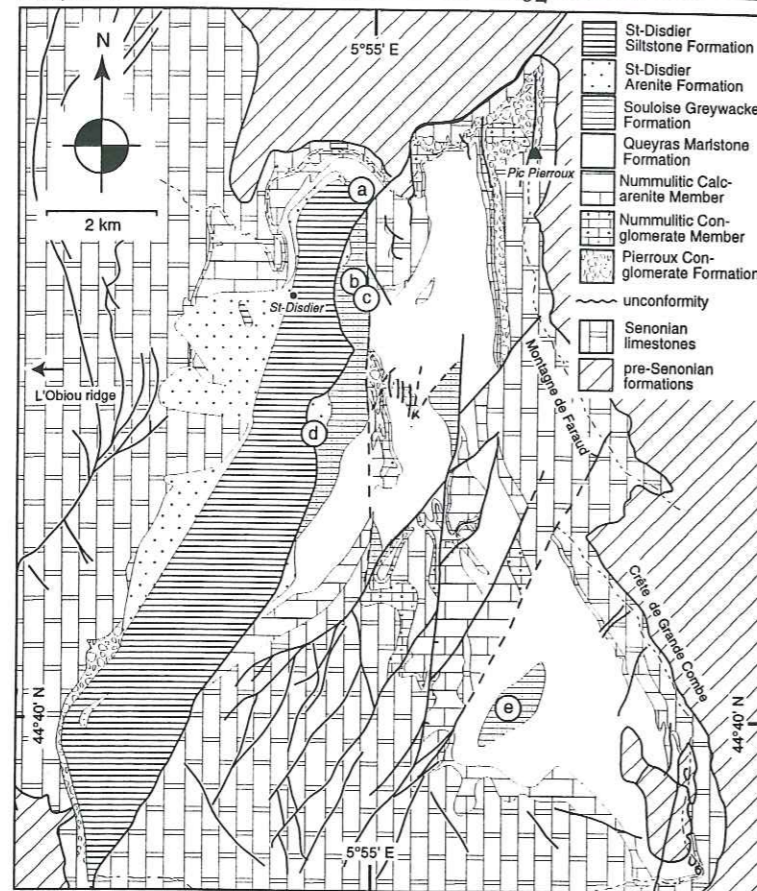 5°55' E
N
2 km
St-Disdier
L'Obiou ridge
a
b
c
d
e
Pic Pierroux
Montagne de Faraud
Crête de Grande Combe
44°40' N
44°40' N
5°55' E
St-Disdier
Siltstone Formation
St-Disdier
Arenite Formation
Souloise Greywacke
Formation
Queyras Marlstone
Formation
Nummulitic Calc-
arenite Member
Nummulitic Con-
glomerate Member
Pierroux Con-
glomerate Formation
unconformity
Senonian
limestones
pre-Senonian
formations